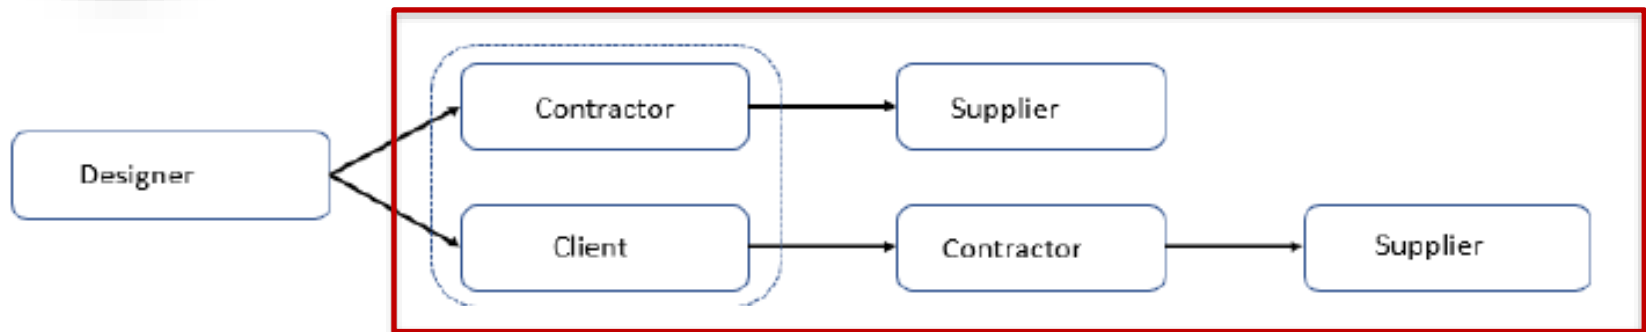 Contractor
Supplier
Designer
Client
Contractor
Supplier